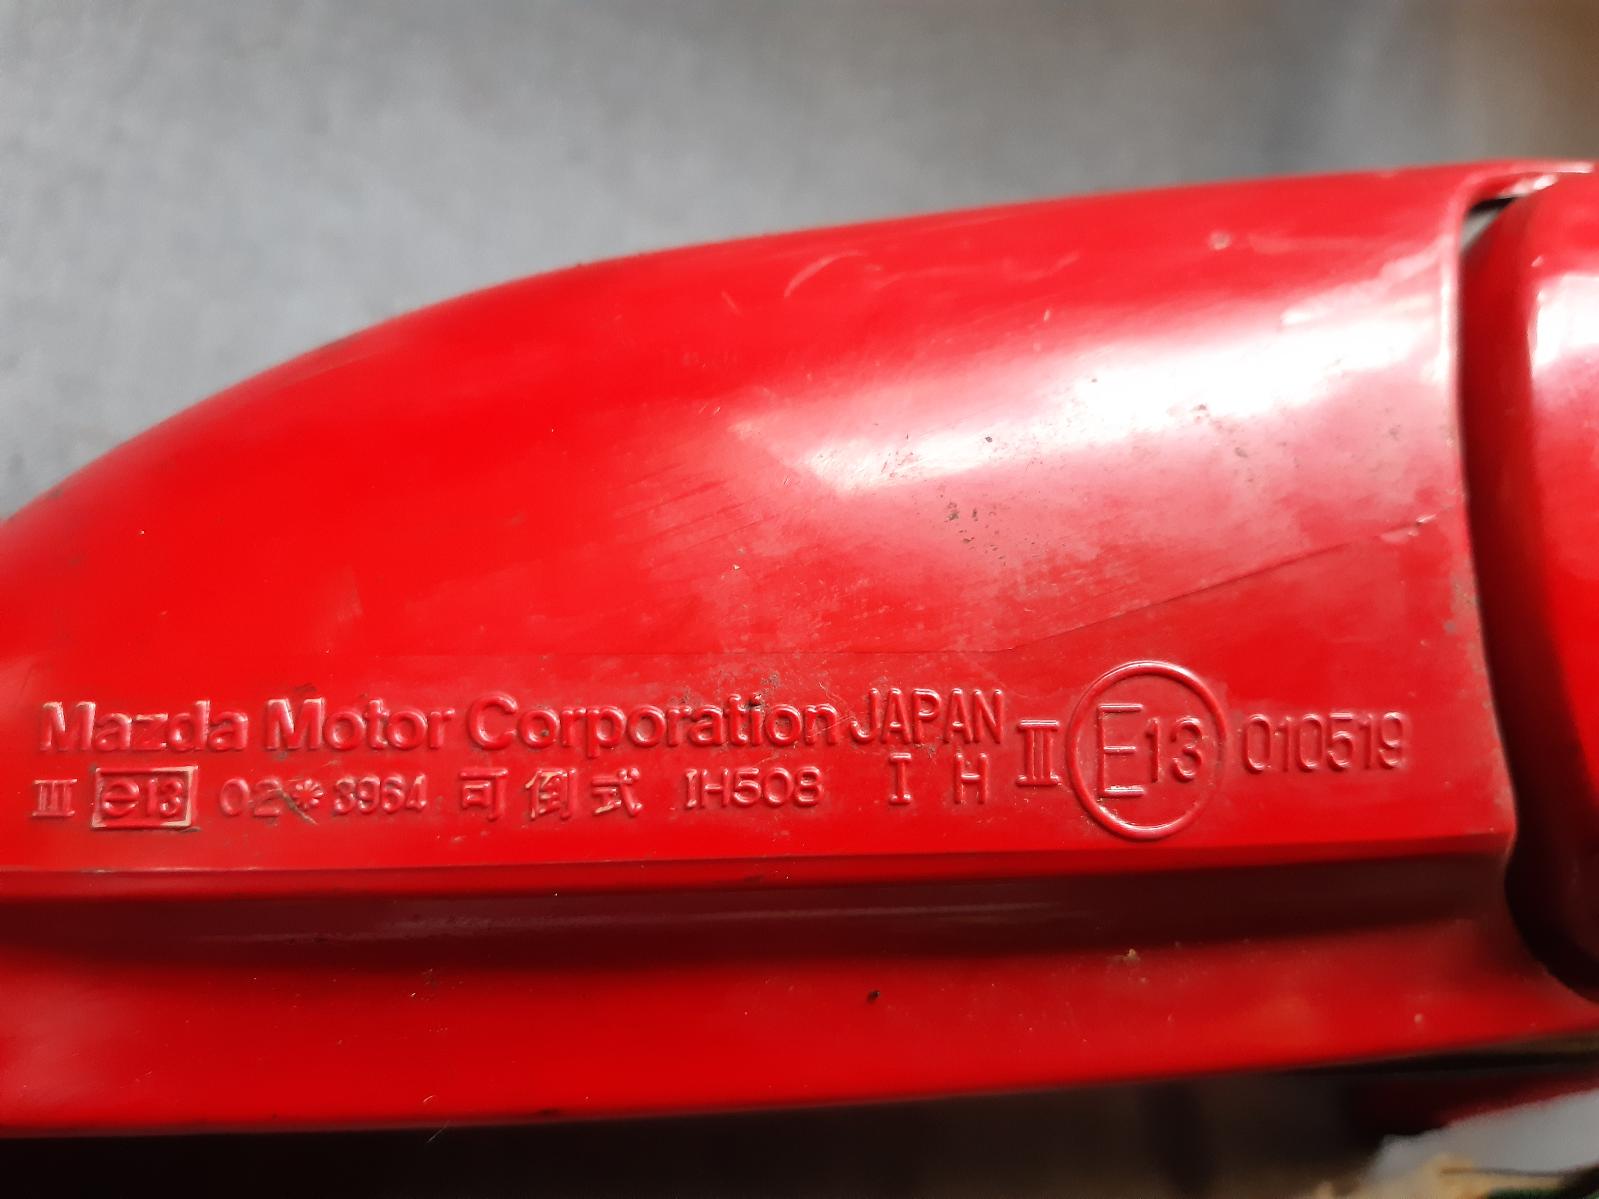 Mazda Motor Corporation JAPAN III E13 010519
III e13 02*3964 可倒式 IH508 I H